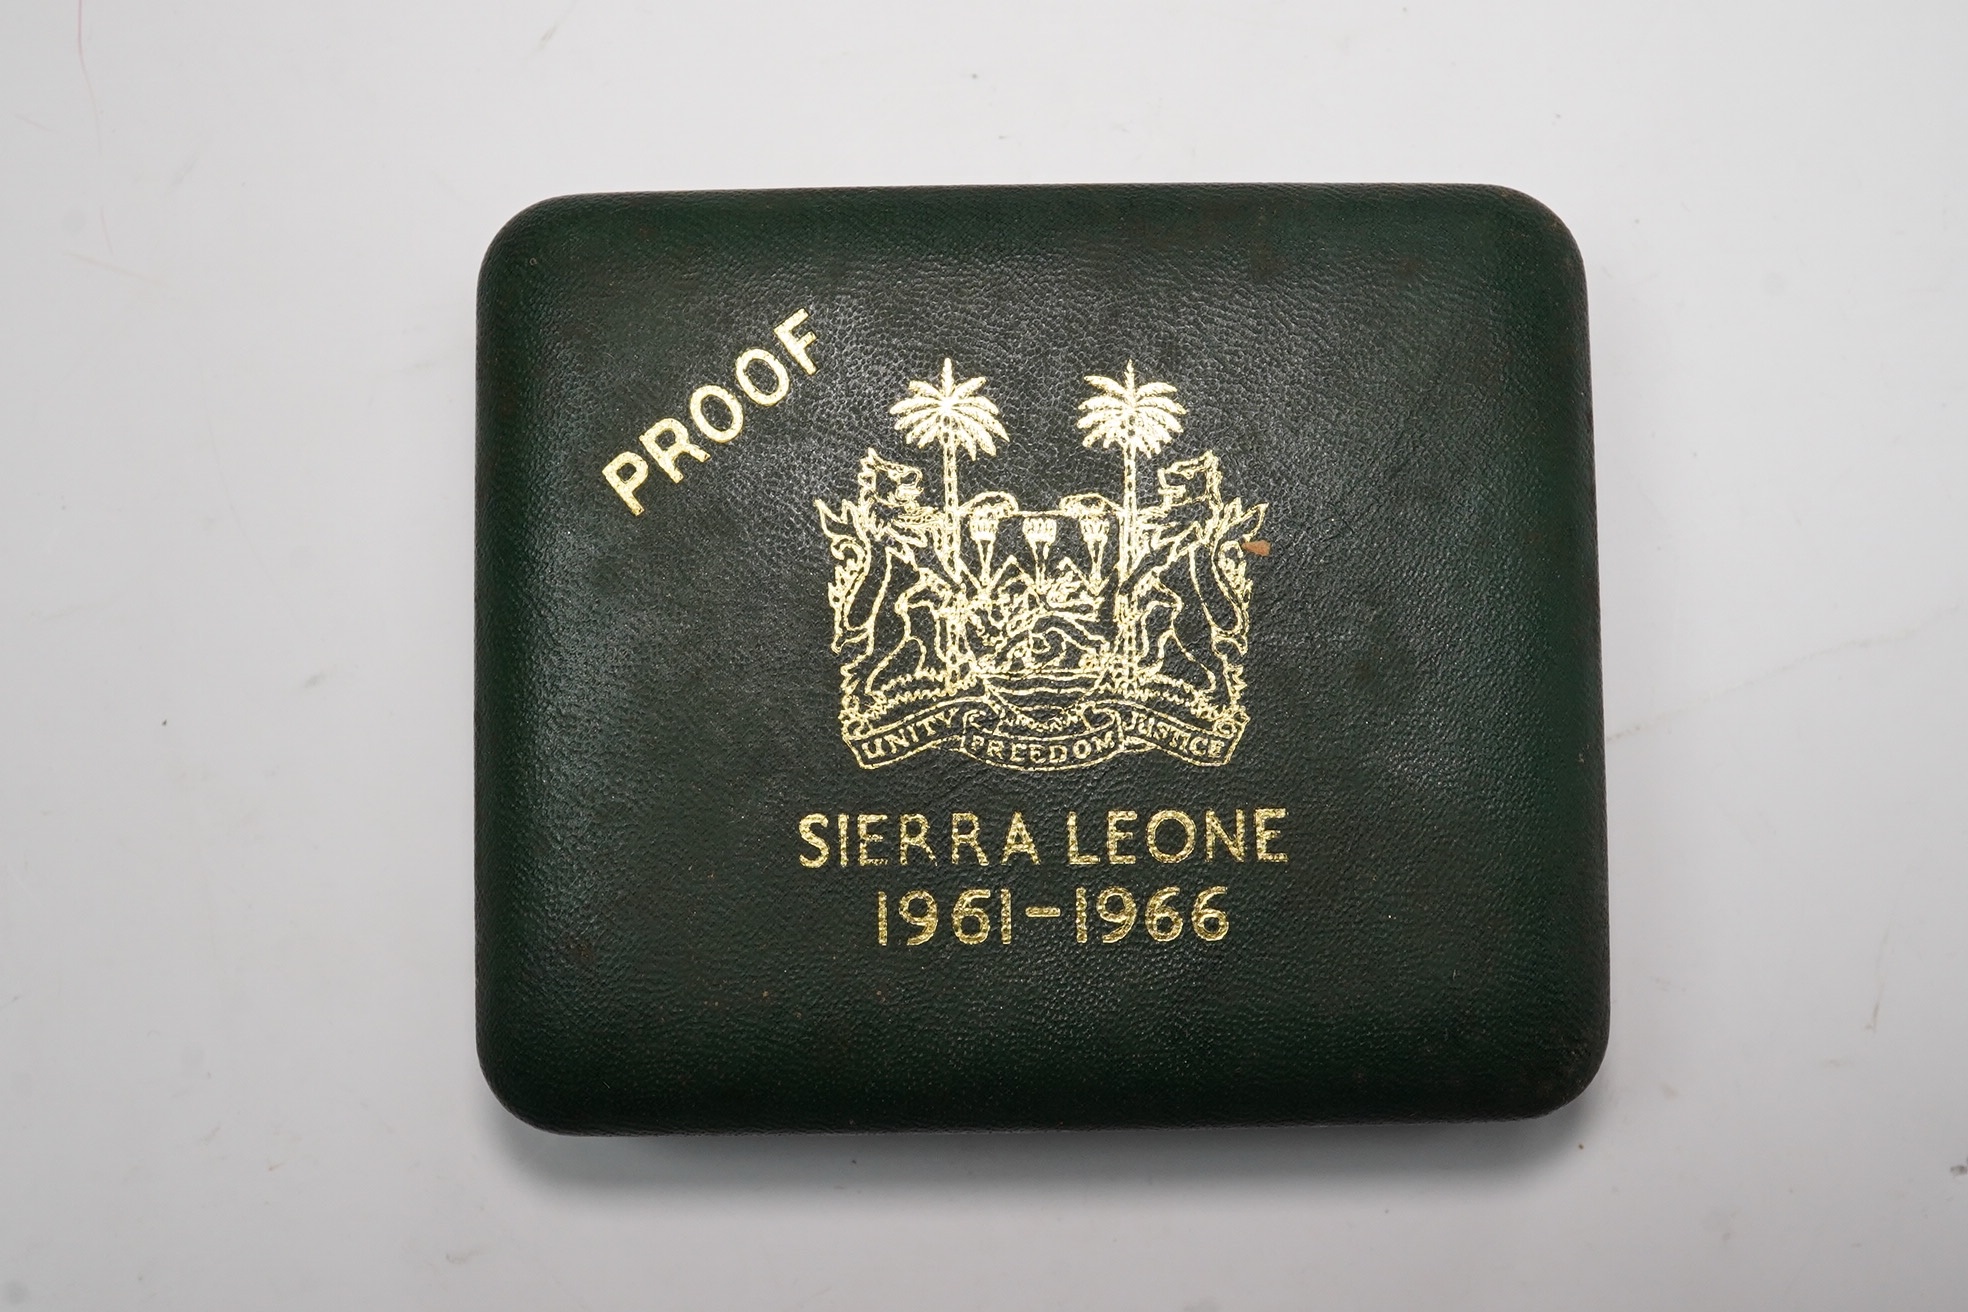 PROOF
UNITY FREEDOM JUSTICE
SIERRA LEONE
1961-1966